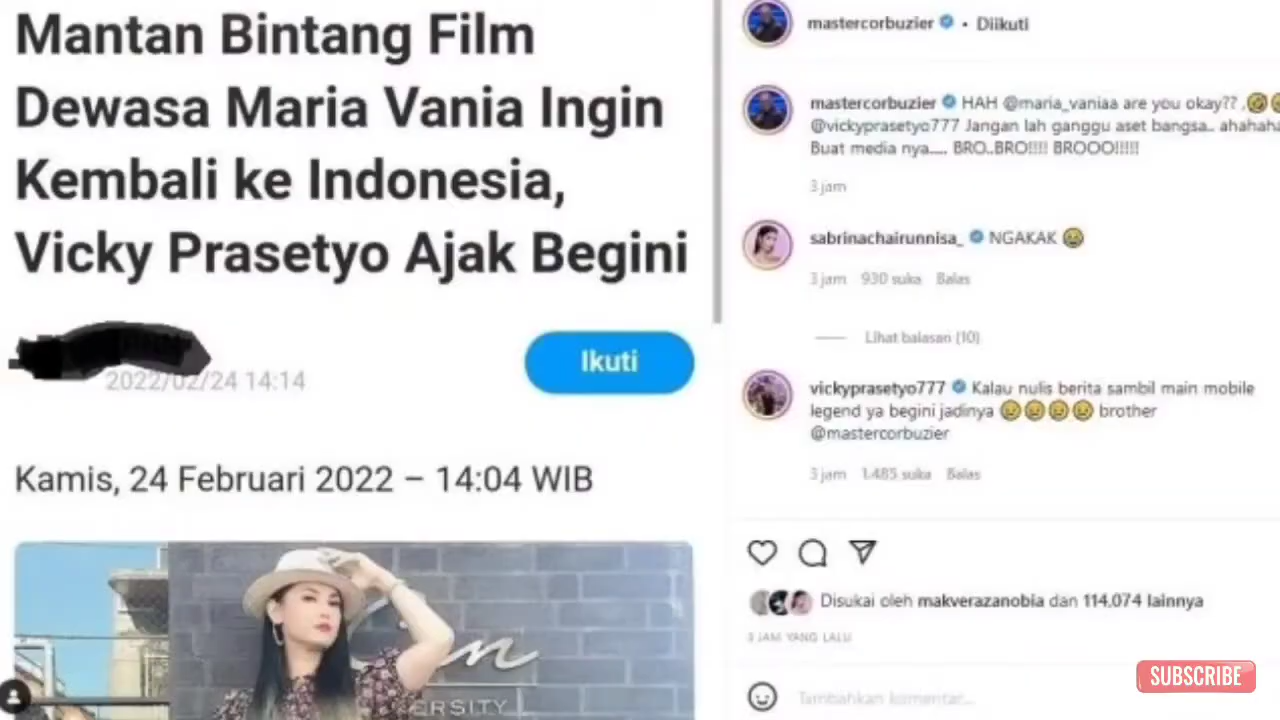 Mantan Bintang Film
Dewasa Maria Vania Ingin
Kembali ke Indonesia,
Vicky Prasetyo Ajak Begini
2022/02/24 14:14
Ikuti
Kamis, 24 Februari 2022 – 14:04 WIB
ERSITY
mastercorbuzier • Diikuti
mastercorbuzier HAH @maria_vaniaa are you okay?? ,🤣
@vickyprasetyo777 Jangan lah ganggu aset bangsa.. ahahaha
Buat media nya..... BRO..BRO!!!! BROOO!!!!!
3 jam
sabrinachairunnisa_ NGAKAK 😂
3 jam 930 suka Balas
Lihat balasan (10)
vickyprasetyo777 Kalau nulis berita sambil main mobile
legend ya begini jadinya 😢😢😢😢 brother
@mastercorbuzier
3 jam 1.485 suka Balas
Disukai oleh makverazanobia dan 114.074 lainnya
3 JAM YANG LALU
Tambahkan komentar...
SUBSCRIBE